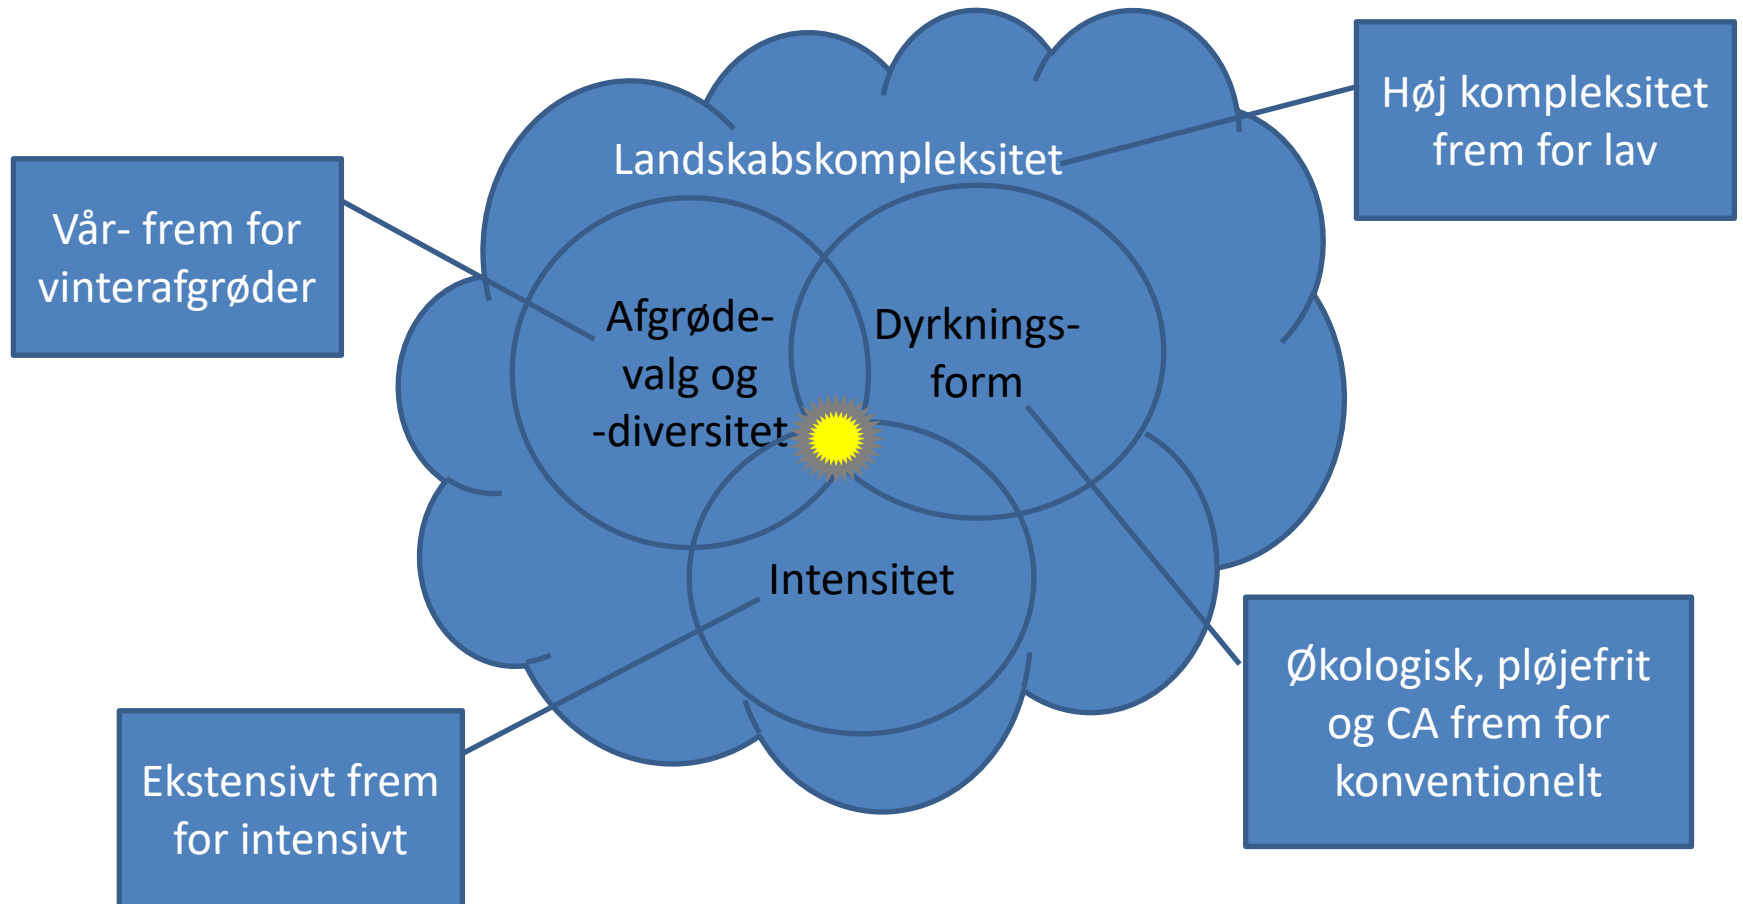 Høj kompleksitet
frem for lav
Landskabskompleksitet
Vår- frem for
vinterafgrøder
Afgrøde-
valg og
-diversitet
Dyrknings-
form
Intensitet
Økologisk, pløjefrit
og CA frem for
konventionelt
Ekstensivt frem
for intensivt